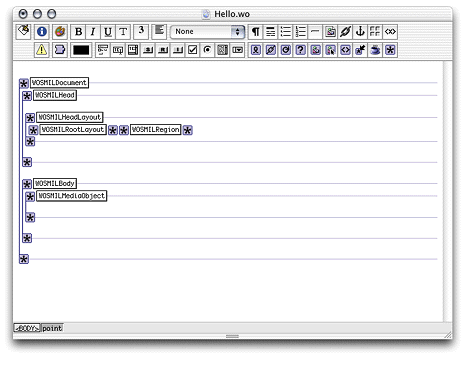 Hello.wo
B I U T 3 None ¶
WOSMILDocument
WOSMILHead
WOSMILHeadLayout
WOSMILRootLayout WOSMILRegion
WOSMILBody
WOSMILMediaObject
<BODY> point